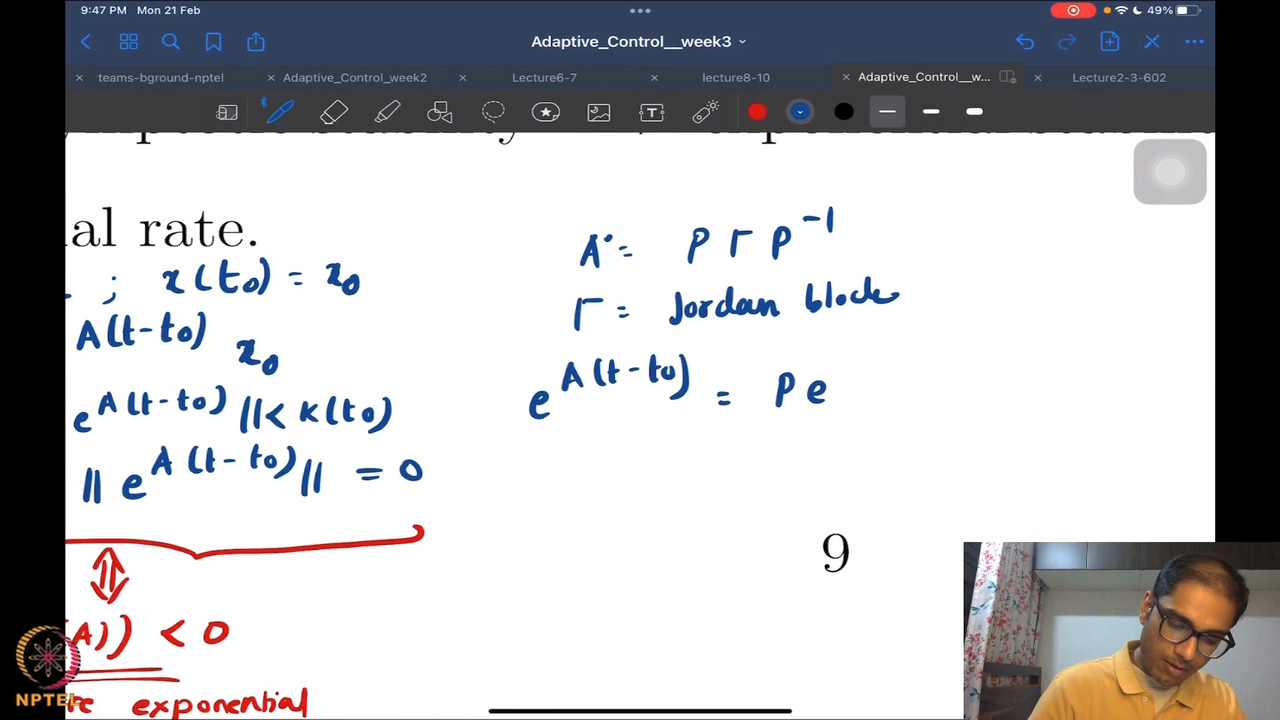 9:47 PM Mon 21 Feb
49%
Adaptive_Control__week3
teams-bground-nptel
Adaptive_Control_week2
Lecture6-7
lecture8-10
Adaptive_Control__w...
Lecture2-3-602
al rate.
; x(t0) = x0
A(t-t0) x0
e^A(t-t0) || < k(t0)
|| e^A(t-t0) || = 0
(A)) < 0
exponential
A = P Γ P^-1
Γ = Jordan block
e^A(t-t0) = P e
9
NPTEL